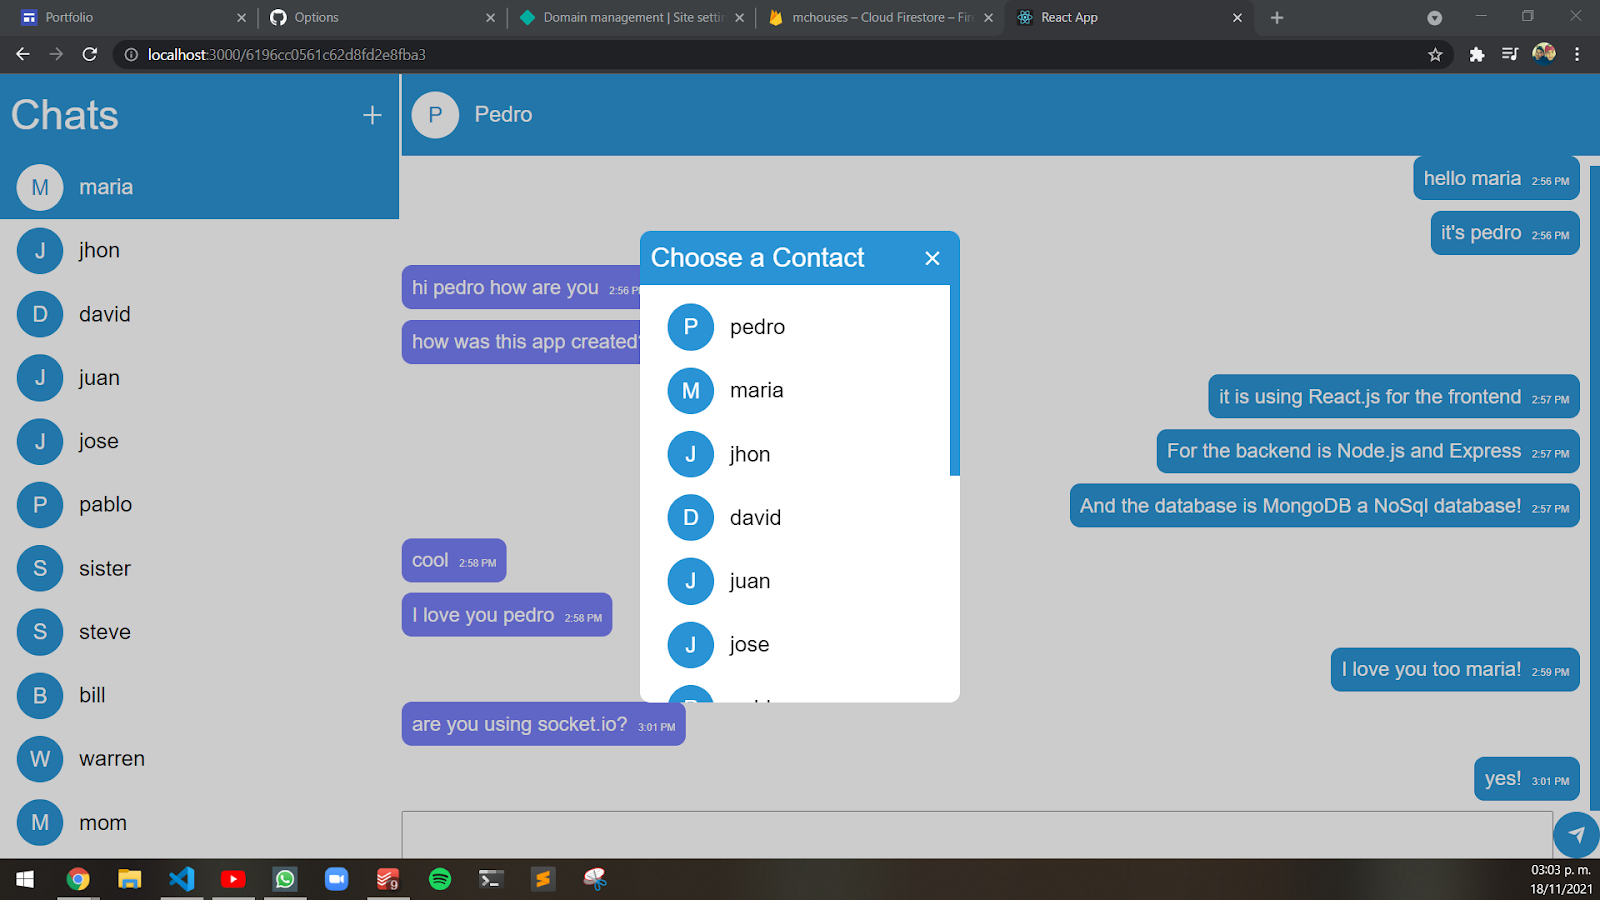 Portfolio
Options
Domain management | Site setti
mchouses – Cloud Firestore – Fir
React App
localhost:3000/6196cc0561c62d8fd2e8fba3
Chats
+
P Pedro
M maria
J jhon
D david
J juan
J jose
P pablo
S sister
S steve
B bill
W warren
M mom
hello maria 2:56 PM
it's pedro 2:56 PM
hi pedro how are you 2:56 P
how was this app created?
it is using React.js for the frontend 2:57 PM
For the backend is Node.js and Express 2:57 PM
And the database is MongoDB a NoSql database! 2:57 PM
cool 2:58 PM
I love you pedro 2:58 PM
I love you too maria! 2:59 PM
are you using socket.io? 3:01 PM
yes! 3:01 PM
Choose a Contact
P pedro
M maria
J jhon
D david
J juan
J jose
9
03:03 p. m.
18/11/2021